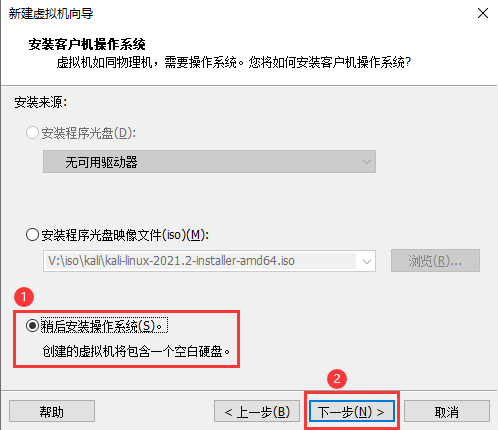 新建虚拟机向导
安装客户机操作系统
虚拟机如同物理机，需要操作系统。您将如何安装客户机操作系统?
安装来源:
安装程序光盘(D):
无可用驱动器
安装程序光盘映像文件(iso)(M):
V:\iso\kali\kali-linux-2021.2-installer-amd64.iso
浏览(R)...
1
稍后安装操作系统(S)。
创建的虚拟机将包含一个空白硬盘。
2
帮助
< 上一步(B)
下一步(N) >
取消